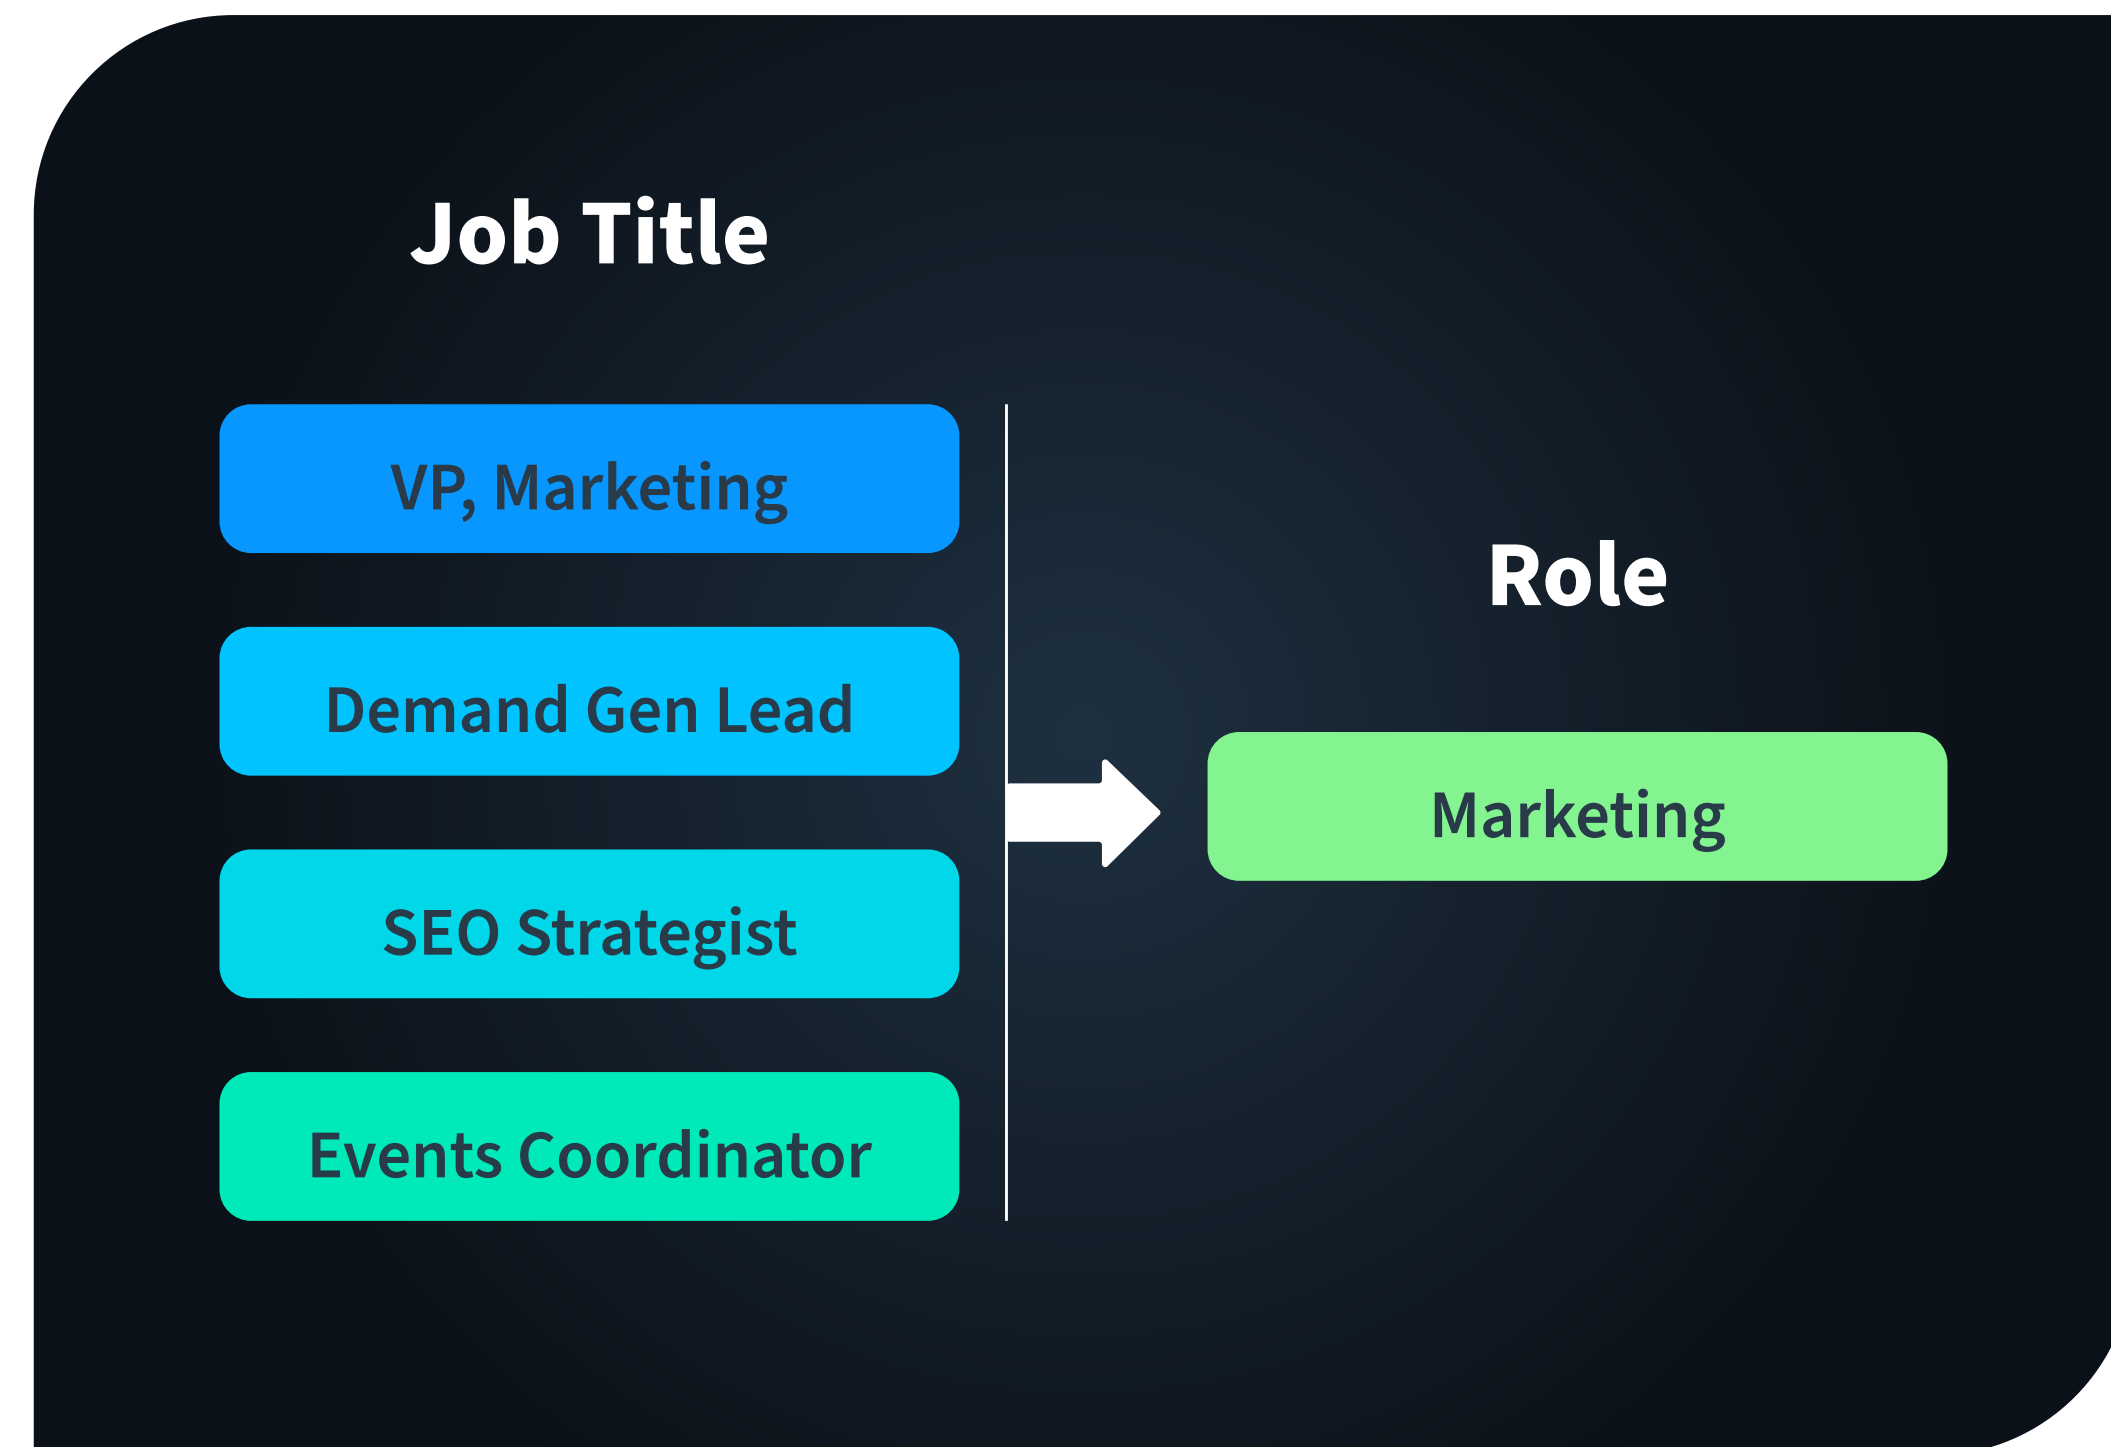 Job Title
VP, Marketing
Demand Gen Lead
SEO Strategist
Events Coordinator
Role
Marketing